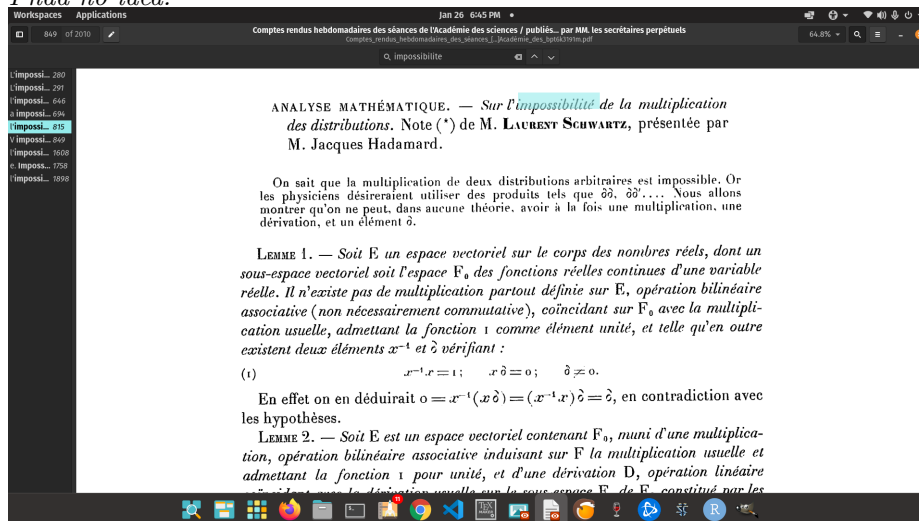 I had no idea.
Workspaces Applications Jan 26 6:45 PM
849 of 2010 Comptes rendus hebdomadaires des séances de l'Académie des sciences / publiés... par MM. les secrétaires perpétuels 64.8%
Comptes_rendus_hebdomadaires_des_séances_[...]Académie_des_bpt6k3191m.pdf
impossibilite
L'impossi... 280
L'impossi... 291
l'impossi... 646
a impossi... 694
l'impossi... 815
V impossi... 849
l'impossi... 1608
e. Imposs... 1758
l'impossi... 1898
ANALYSE MATHÉMATIQUE. — Sur l'impossibilité de la multiplication
des distributions. Note (*) de M. LAURENT SCHWARTZ, présentée par
M. Jacques Hadamard.
On sait que la multiplication de deux distributions arbitraires est impossible. Or
les physiciens désireraient utiliser des produits tels que δδ, δδ'.... Nous allons
montrer qu'on ne peut, dans aucune théorie, avoir à la fois une multiplication, une
dérivation, et un élément δ.
LEMME 1. — Soit E un espace vectoriel sur le corps des nombres réels, dont un
sous-espace vectoriel soit l'espace F₀ des fonctions réelles continues d'une variable
réelle. Il n'existe pas de multiplication partout définie sur E, opération bilinéaire
associative (non nécessairement commutative), coïncidant sur F₀ avec la multipli-
cation usuelle, admettant la fonction 1 comme élément unité, et telle qu'en outre
existent deux éléments x⁻¹ et δ vérifiant :
(1) x⁻¹.x = 1; x δ = 0; δ ≠ 0.
En effet on en déduirait 0 = x⁻¹(x δ) = (x⁻¹.x) δ = δ, en contradiction avec
les hypothèses.
LEMME 2. — Soit E est un espace vectoriel contenant F₀, muni d'une multiplica-
tion, opération bilinéaire associative induisant sur F la multiplication usuelle et
admettant la fonction 1 pour unité, et d'une dérivation D, opération linéaire
11
TEX
R